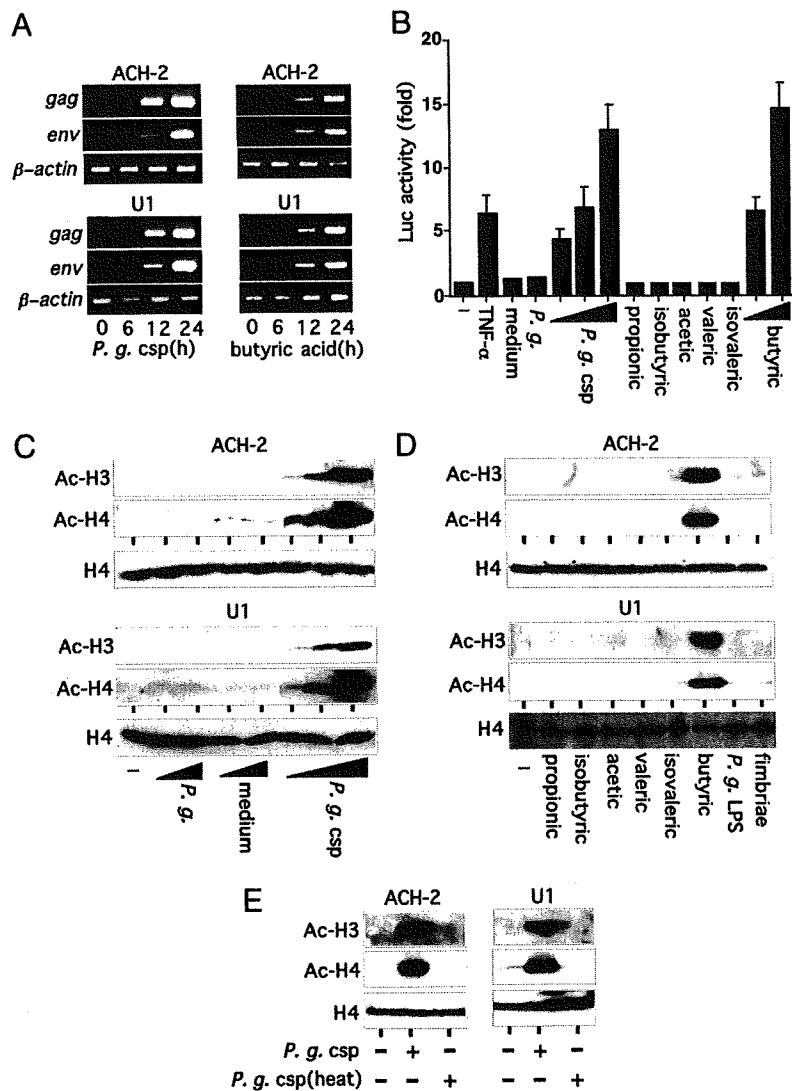 A
ACH-2
ACH-2
gag
env
β-actin
U1
U1
gag
env
β-actin
0 6 12 24
0 6 12 24
P. g. csp(h)
butyric acid(h)
B
Luc activity (fold)
20
15
10
5
0
–
TNF-α
medium
P. g.
P. g. csp
propionic
isobutyric
acetic
valeric
isovaleric
butyric
C
ACH-2
Ac-H3
Ac-H4
H4
U1
Ac-H3
Ac-H4
H4
–
P. g.
medium
P. g. csp
D
ACH-2
Ac-H3
Ac-H4
H4
U1
Ac-H3
Ac-H4
H4
–
propionic
isobutyric
acetic
valeric
isovaleric
butyric
P. g. LPS
fimbriae
E
ACH-2
U1
Ac-H3
Ac-H4
H4
P. g. csp – + – – + –
P. g. csp(heat) – – + – – +